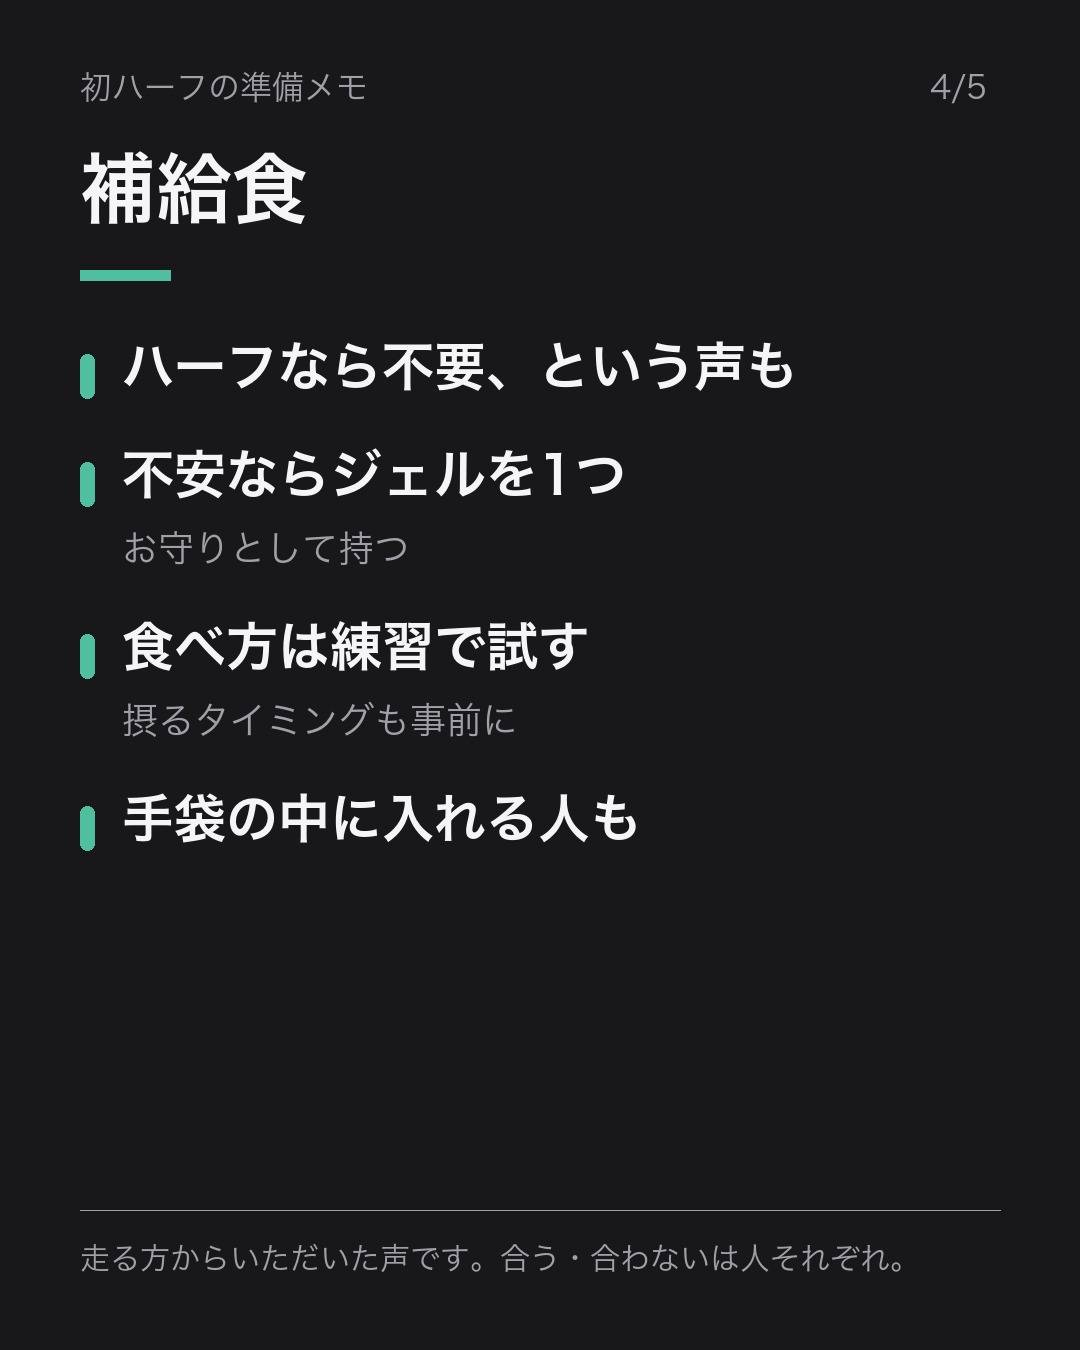 初ハーフの準備メモ
4/5
補給食
ハーフなら不要、という声も
不安ならジェルを1つ
お守りとして持つ
食べ方は練習で試す
摂るタイミングも事前に
手袋の中に入れる人も
走る方からいただいた声です。合う・合わないは人それぞれ。